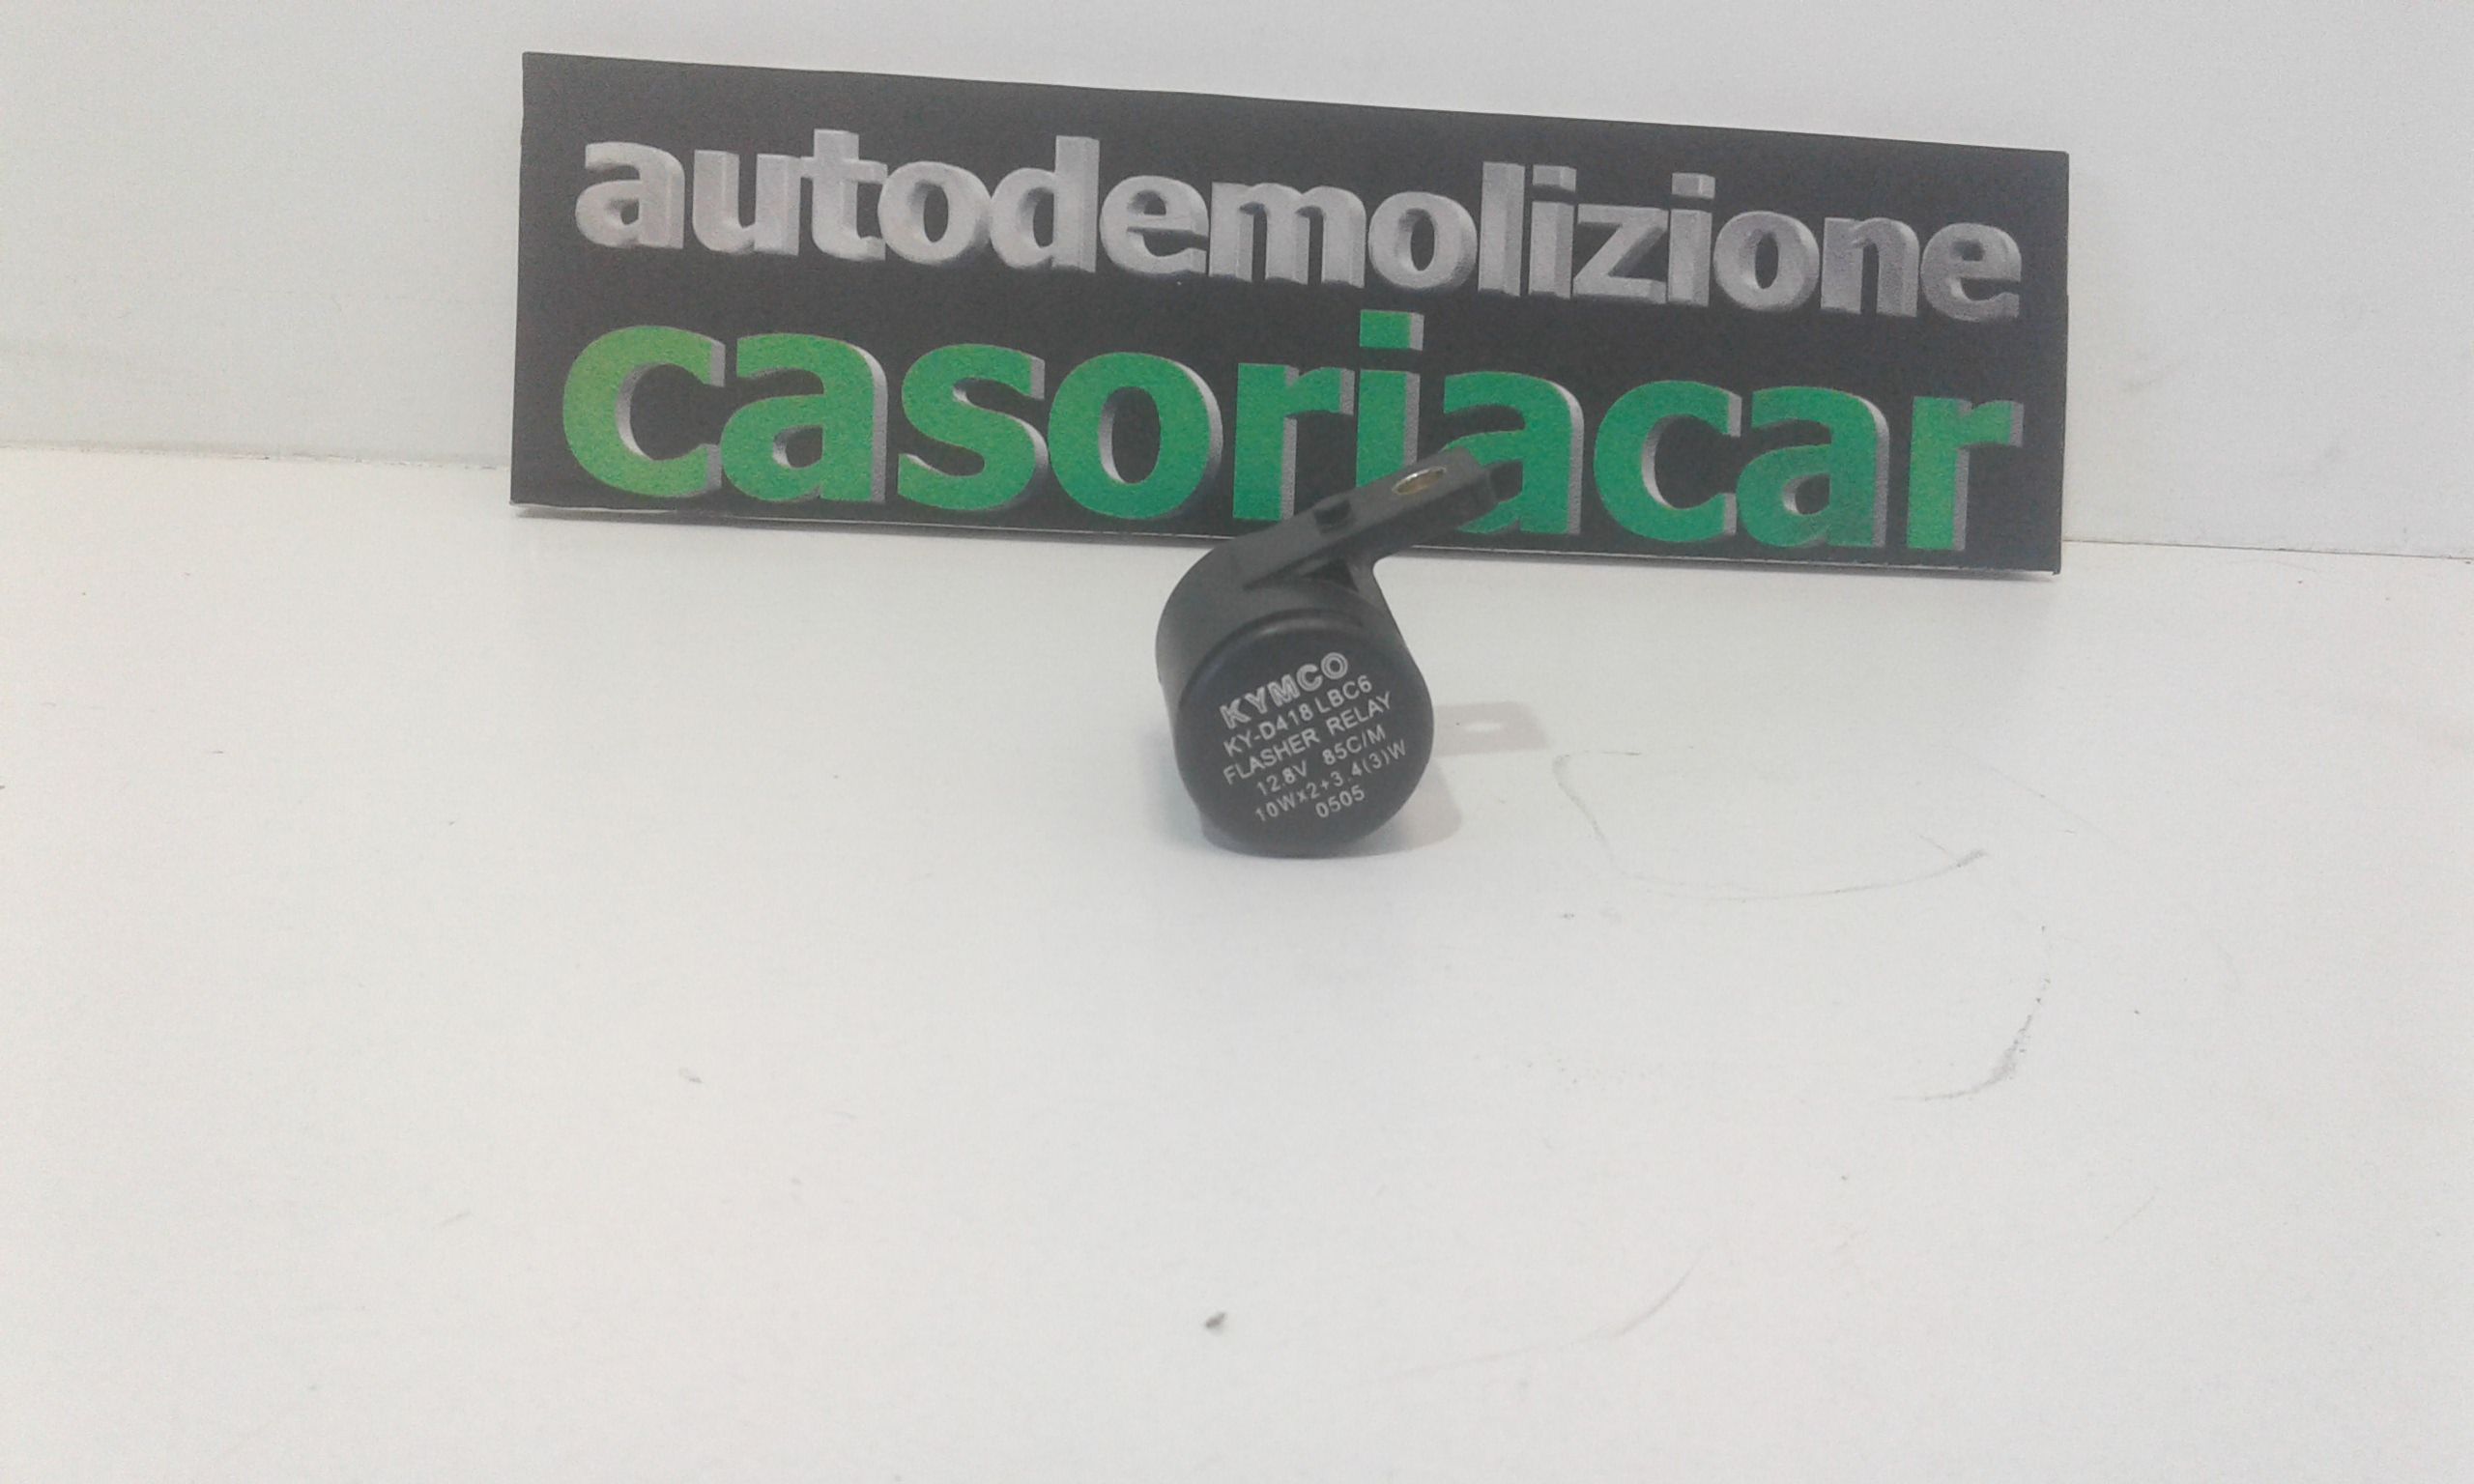 autodemolizione
casoriacar
KYMCO
KY-D418 LBC6
FLASHER RELAY
12.8V 85C/M
10Wx2+3.4(3)W
0505